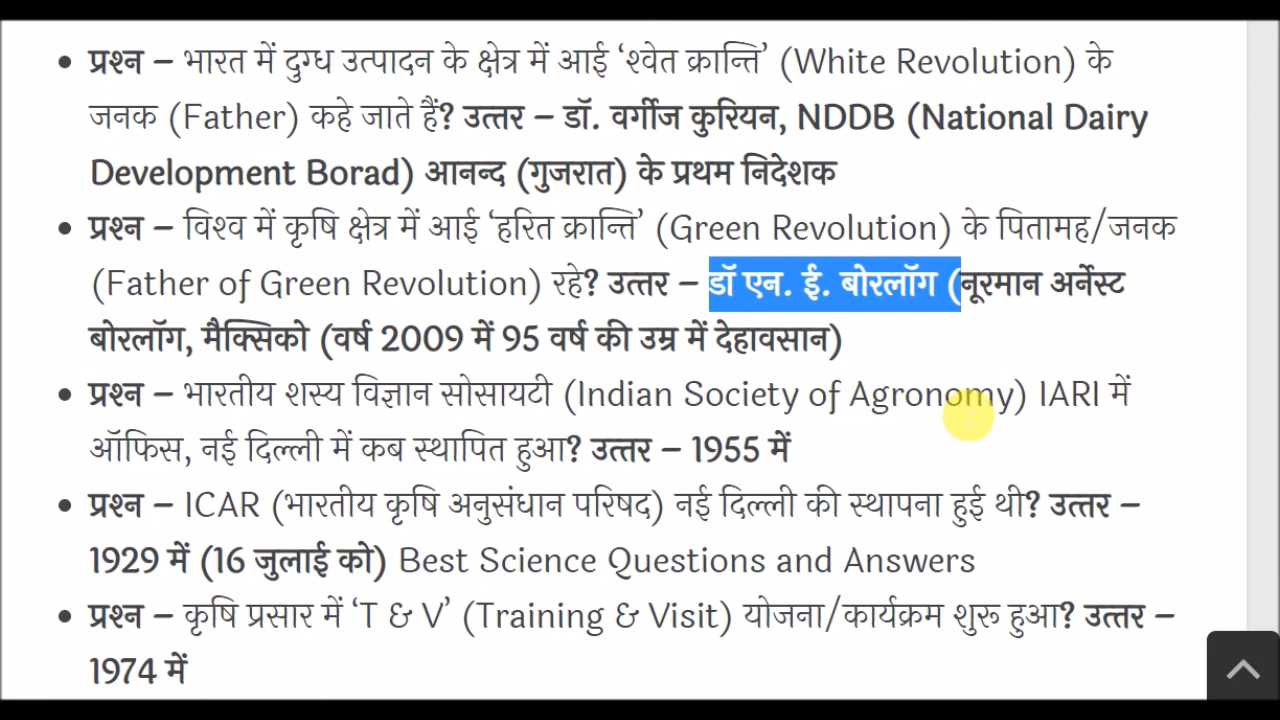 • प्रश्न – भारत में दुग्ध उत्पादन के क्षेत्र में आई ‘श्वेत क्रान्ति’ (White Revolution) के
जनक (Father) कहे जाते हैं? उत्तर – डॉ. वर्गीज कुरियन, NDDB (National Dairy
Development Borad) आनन्द (गुजरात) के प्रथम निदेशक
• प्रश्न – विश्व में कृषि क्षेत्र में आई ‘हरित क्रान्ति’ (Green Revolution) के पितामह/जनक
(Father of Green Revolution) रहे? उत्तर – डॉ एन. ई. बोरलॉग (नूरमान अर्नेस्ट
बोरलॉग, मैक्सिको (वर्ष 2009 में 95 वर्ष की उम्र में देहावसान)
• प्रश्न – भारतीय शस्य विज्ञान सोसायटी (Indian Society of Agronomy) IARI में
ऑफिस, नई दिल्ली में कब स्थापित हुआ? उत्तर – 1955 में
• प्रश्न – ICAR (भारतीय कृषि अनुसंधान परिषद) नई दिल्ली की स्थापना हुई थी? उत्तर –
1929 में (16 जुलाई को) Best Science Questions and Answers
• प्रश्न – कृषि प्रसार में ‘T & V’ (Training & Visit) योजना/कार्यक्रम शुरू हुआ? उत्तर –
1974 में